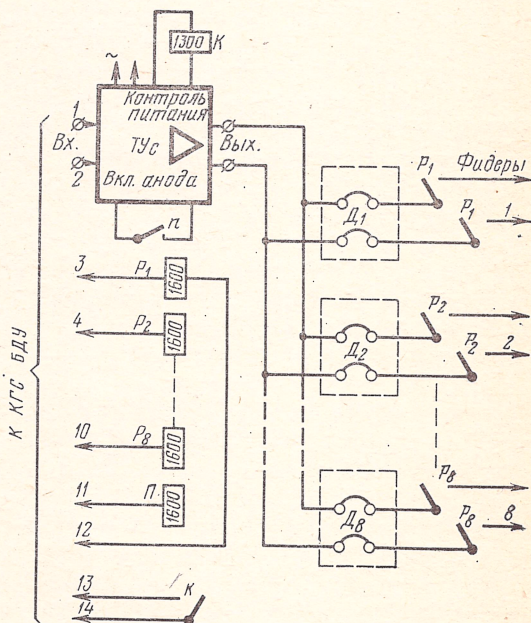 1300 К
~
Контроль
питания
1
Вх.
2
ТУс
Вых.
Вкл. анода
п
3 Р1 1600
4 Р2 1600
10 Р8 1600
11 П 1600
12
13 К
14
К КГС БДУ
Фидеры
Р1
Д1 Р1 1
Р2
Д2 Р2 2
Р8
Д8 Р8 8